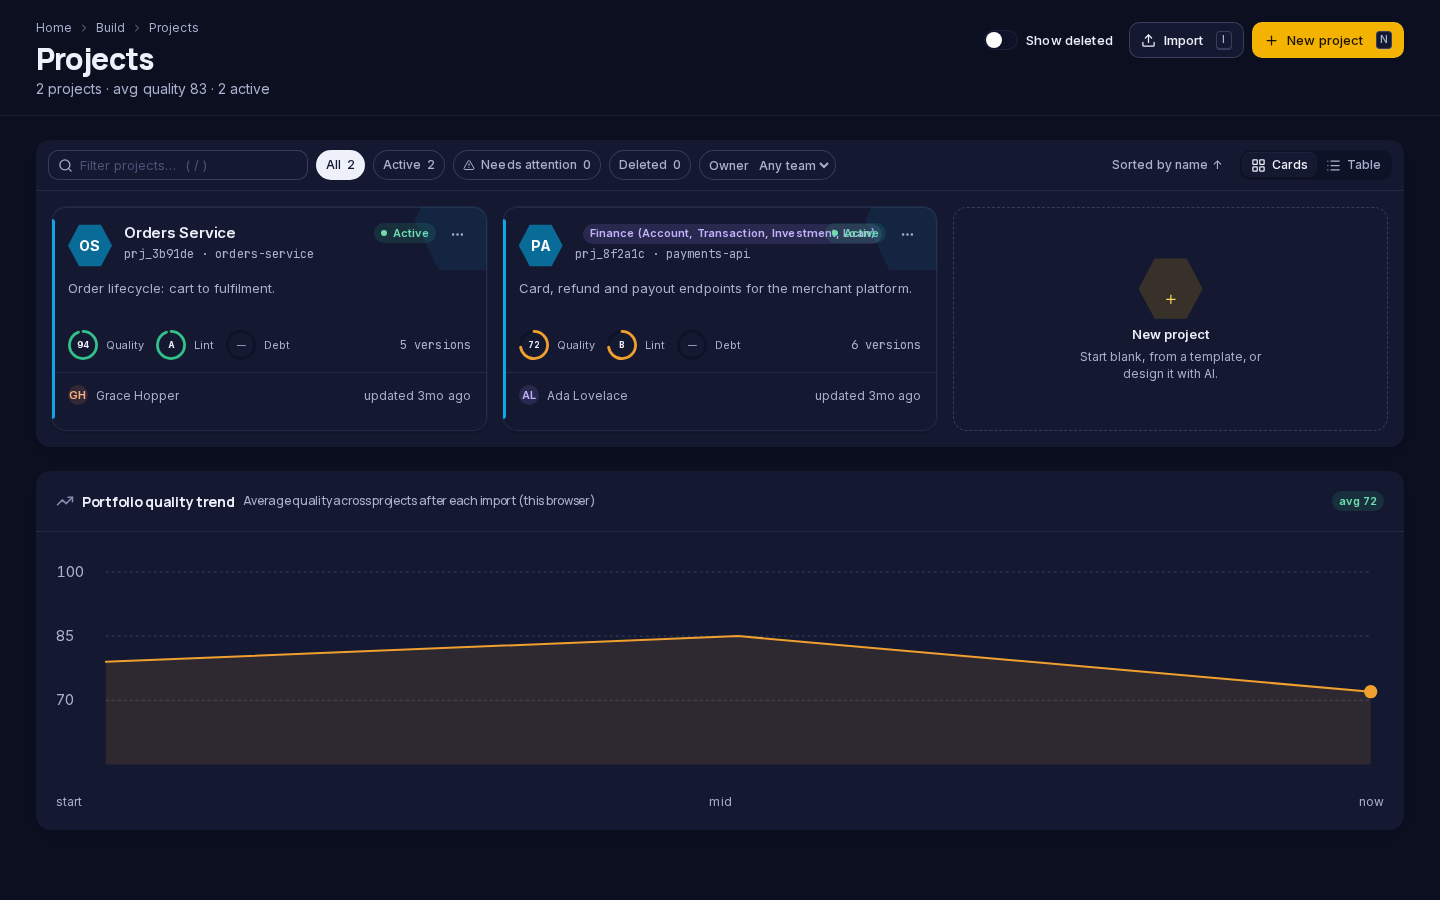 Home > Build > Projects
Projects
2 projects · avg quality 83 · 2 active
Show deleted
Import I
New project N
Filter projects… ( / )
All 2
Active 2
Needs attention 0
Deleted 0
Owner Any team
Sorted by name ↑
Cards
Table
OS
Orders Service
Active
prj_3b91de · orders-service
Order lifecycle: cart to fulfilment.
94 Quality A Lint — Debt 5 versions
GH Grace Hopper updated 3mo ago
PA
Finance (Account, Transaction, Investment, Loan)
Active
prj_8f2a1c · payments-api
Card, refund and payout endpoints for the merchant platform.
72 Quality B Lint — Debt 6 versions
AL Ada Lovelace updated 3mo ago
New project
Start blank, from a template, or
design it with AI.
Portfolio quality trend Average quality across projects after each import (this browser) avg 72
100
85
70
start mid now